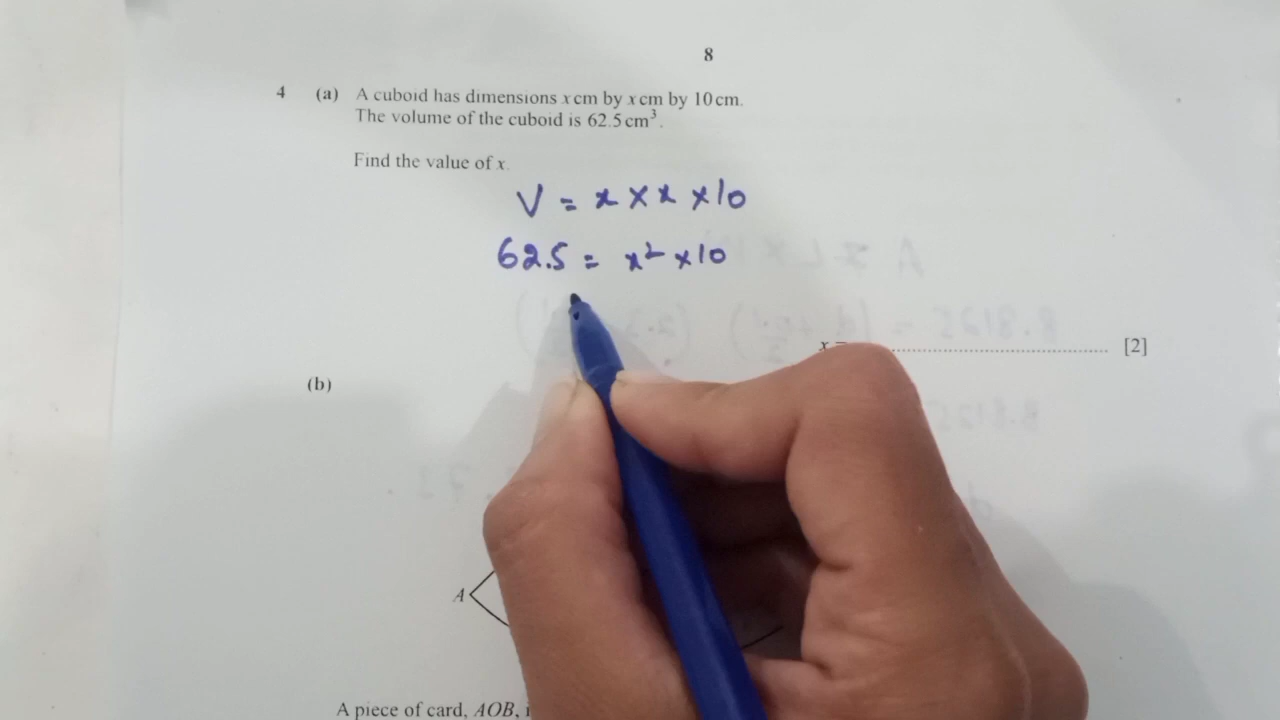 8
4 (a) A cuboid has dimensions x cm by x cm by 10 cm.
The volume of the cuboid is 62.5 cm³.
Find the value of x.
V = x × x × 10
62.5 = x² × 10
x = .......................................... [2]
(b)
A
A piece of card, AOB,